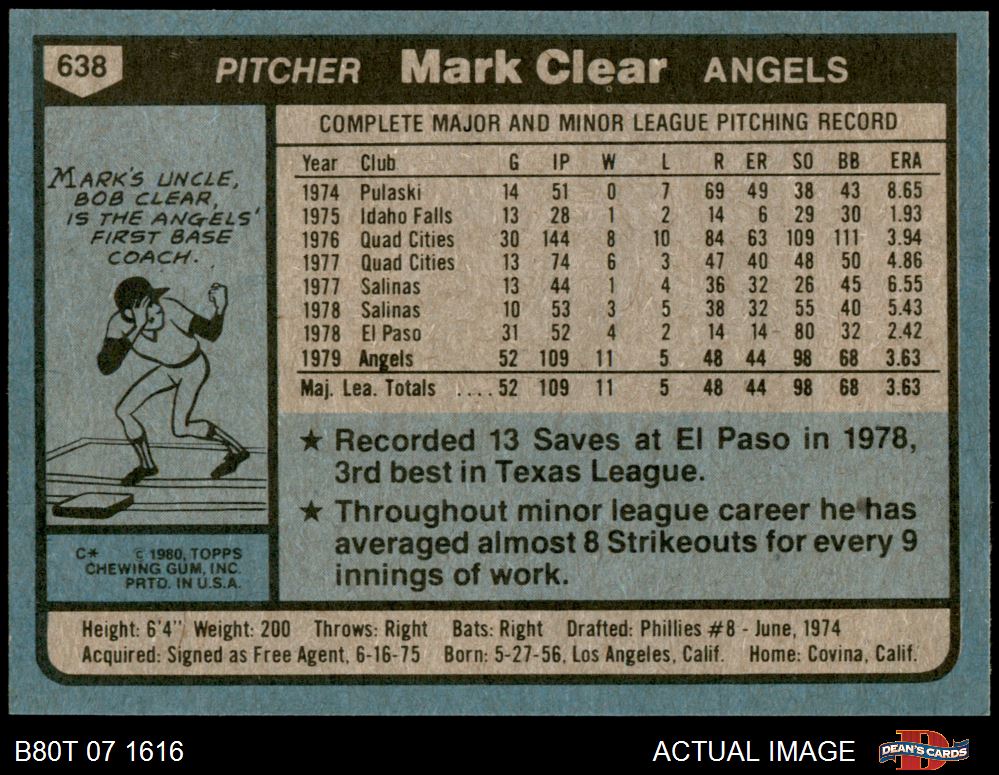 638 PITCHER Mark Clear ANGELS
MARK'S UNCLE,
BOB CLEAR,
IS THE ANGELS'
FIRST BASE
COACH.
C* © 1980, TOPPS
CHEWING GUM, INC.
PRTD. IN U.S.A.
COMPLETE MAJOR AND MINOR LEAGUE PITCHING RECORD
Year Club G IP W L R ER SO BB ERA
1974 Pulaski 14 51 0 7 69 49 38 43 8.65
1975 Idaho Falls 13 28 1 2 14 6 29 30 1.93
1976 Quad Cities 30 144 8 10 84 63 109 111 3.94
1977 Quad Cities 13 74 6 3 47 40 48 50 4.86
1977 Salinas 13 44 1 4 36 32 26 45 6.55
1978 Salinas 10 53 3 5 38 32 55 40 5.43
1978 El Paso 31 52 4 2 14 14 80 32 2.42
1979 Angels 52 109 11 5 48 44 98 68 3.63
Maj. Lea. Totals .... 52 109 11 5 48 44 98 68 3.63
★ Recorded 13 Saves at El Paso in 1978,
3rd best in Texas League.
★ Throughout minor league career he has
averaged almost 8 Strikeouts for every 9
innings of work.
Height: 6'4" Weight: 200 Throws: Right Bats: Right Drafted: Phillies #8 - June, 1974
Acquired: Signed as Free Agent, 6-16-75 Born: 5-27-56, Los Angeles, Calif. Home: Covina, Calif.
B80T 07 1616 ACTUAL IMAGE D DEAN'S CARDS